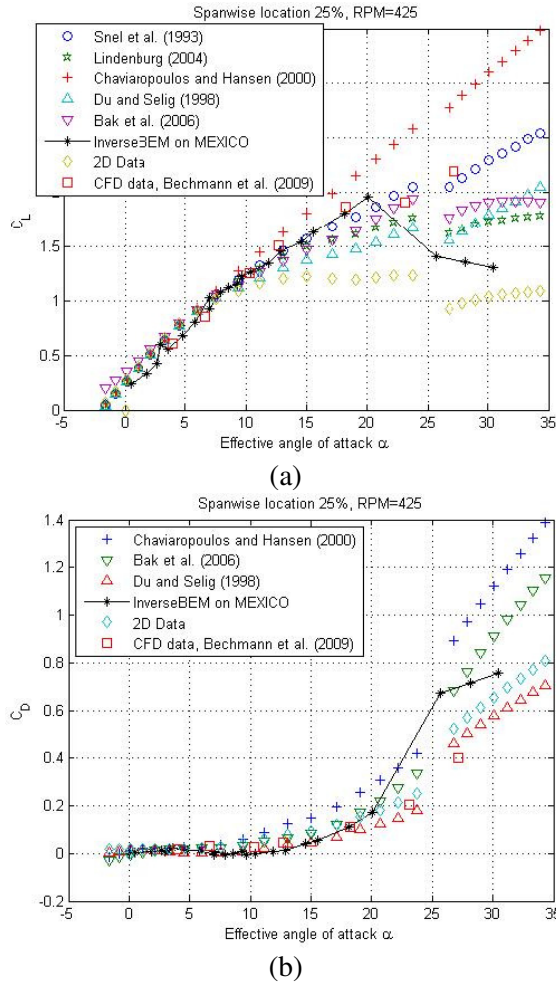 Spanwise location 25%, RPM=425
Snel et al. (1993)
Lindenburg (2004)
Chaviaropoulos and Hansen (2000)
Du and Selig (1998)
Bak et al. (2006)
InverseBEM on MEXICO
2D Data
CFD data, Bechmann et al. (2009)
C_L
1.5
1
0.5
0
-5 0 5 10 15 20 25 30 35
Effective angle of attack α
(a)
Spanwise location 25%, RPM=425
1.4
Chaviaropoulos and Hansen (2000)
Bak et al. (2006)
Du and Selig (1998)
InverseBEM on MEXICO
2D Data
CFD data, Bechmann et al. (2009)
1.2
1
0.8
0.6
C_D
0.4
0.2
0
-0.2
-5 0 5 10 15 20 25 30 35
Effective angle of attack α
(b)